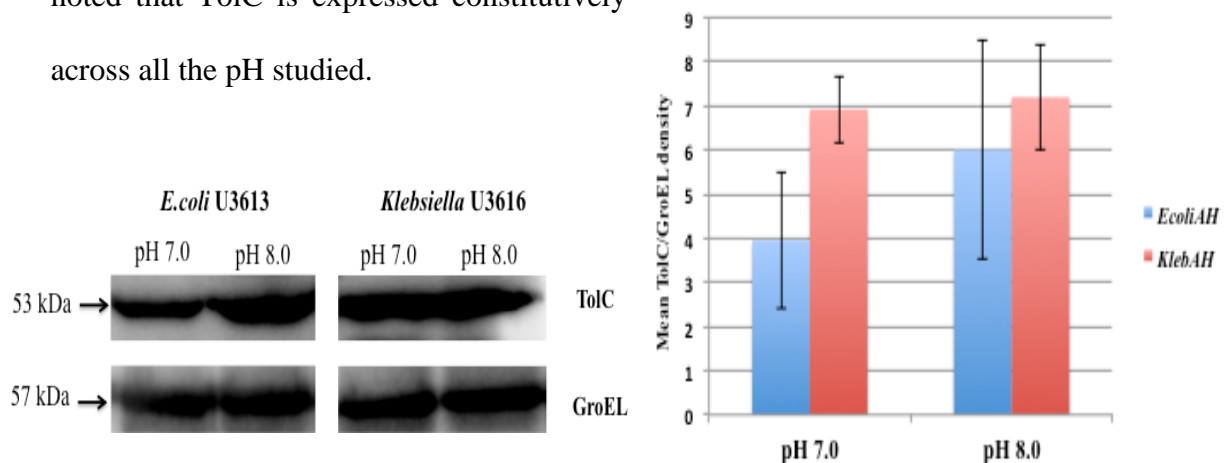 noted that TolC is expressed constitutively
across all the pH studied.
E.coli U3613 Klebsiella U3616
pH 7.0 pH 8.0 pH 7.0 pH 8.0
53 kDa → TolC
57 kDa → GroEL
Mean TolC/GroEL density
9
8
7
6
5
4
3
2
1
0
pH 7.0 pH 8.0
EcoliAH
KlebAH